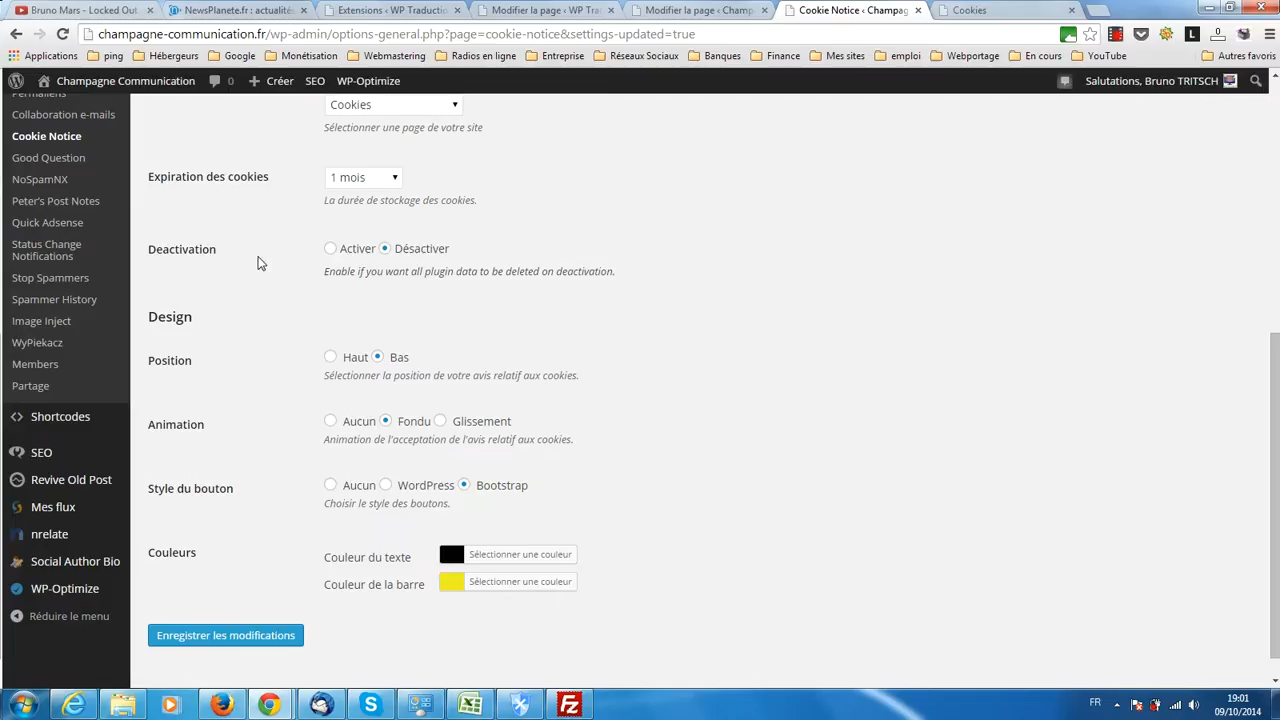 Bruno Mars - Locked Out
NewsPlanete.fr : actualités
Extensions ‹ WP Traduction
Modifier la page ‹ WP Tra
Modifier la page ‹ Champ
Cookie Notice ‹ Champag
Cookies
champagne-communication.fr/wp-admin/options-general.php?page=cookie-notice&settings-updated=true
Applications
ping
Hébergeurs
Google
Monétisation
Webmastering
Radios en ligne
Entreprise
Réseaux Sociaux
Banques
Finance
Mes sites
emploi
Webportage
En cours
YouTube
Autres favoris
Champagne Communication
0
Créer
SEO
WP-Optimize
Salutations, Bruno TRITSCH
Permaliens
Collaboration e-mails
Cookie Notice
Good Question
NoSpamNX
Peter's Post Notes
Quick Adsense
Status Change
Notifications
Stop Spammers
Spammer History
Image Inject
WyPiekacz
Members
Partage
Shortcodes
SEO
Revive Old Post
Mes flux
nrelate
Social Author Bio
WP-Optimize
Réduire le menu
Cookies
Sélectionner une page de votre site
Expiration des cookies
1 mois
La durée de stockage des cookies.
Deactivation
Activer
Désactiver
Enable if you want all plugin data to be deleted on deactivation.
Design
Position
Haut
Bas
Sélectionner la position de votre avis relatif aux cookies.
Animation
Aucun
Fondu
Glissement
Animation de l'acceptation de l'avis relatif aux cookies.
Style du bouton
Aucun
WordPress
Bootstrap
Choisir le style des boutons.
Couleurs
Couleur du texte
Sélectionner une couleur
Couleur de la barre
Sélectionner une couleur
Enregistrer les modifications
FR
19:01
09/10/2014